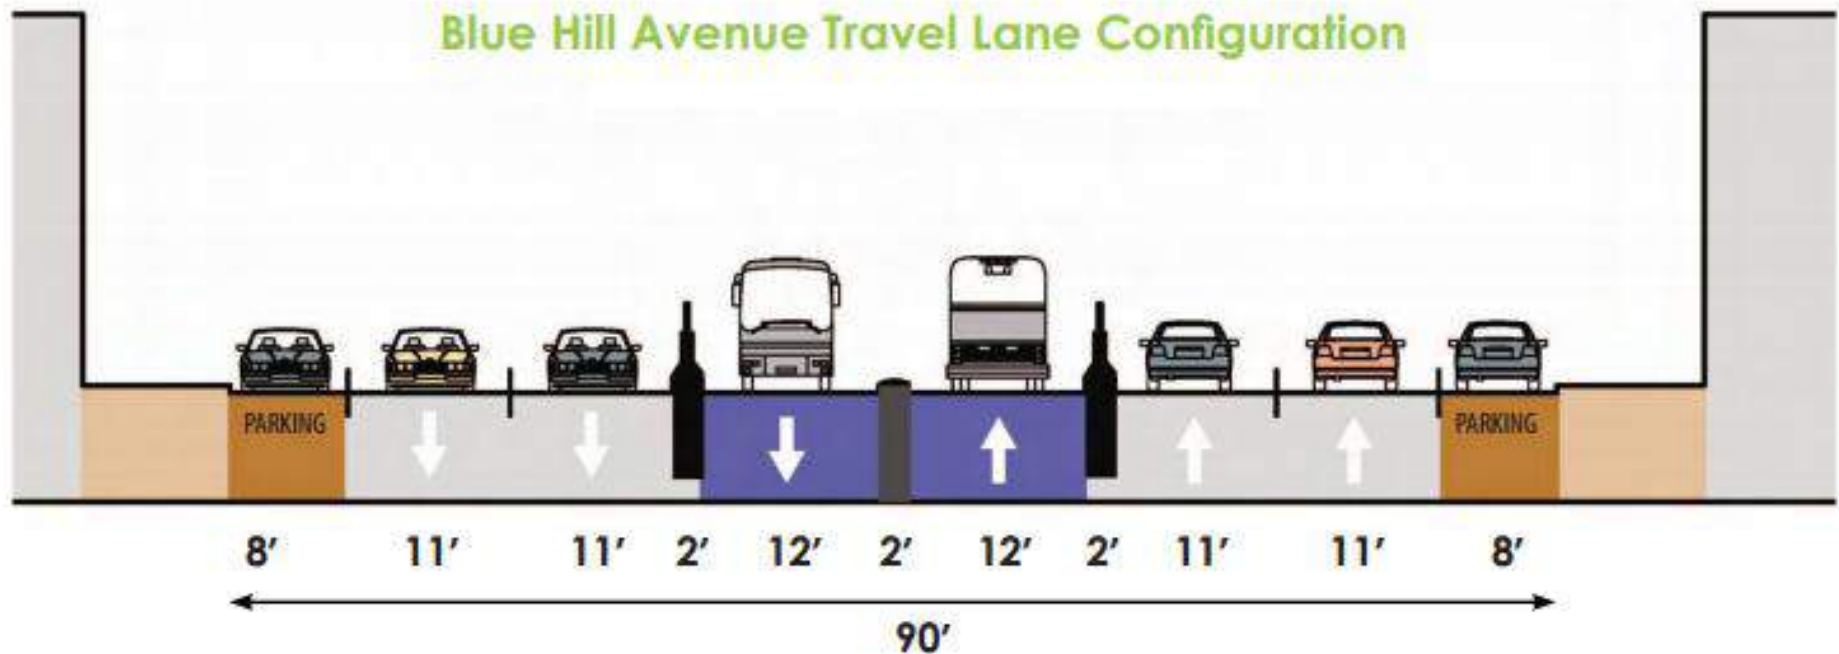 Blue Hill Avenue Travel Lane Configuration
PARKING PARKING
8′ 11′ 11′ 2′ 12′ 2′ 12′ 2′ 11′ 11′ 8′
90′